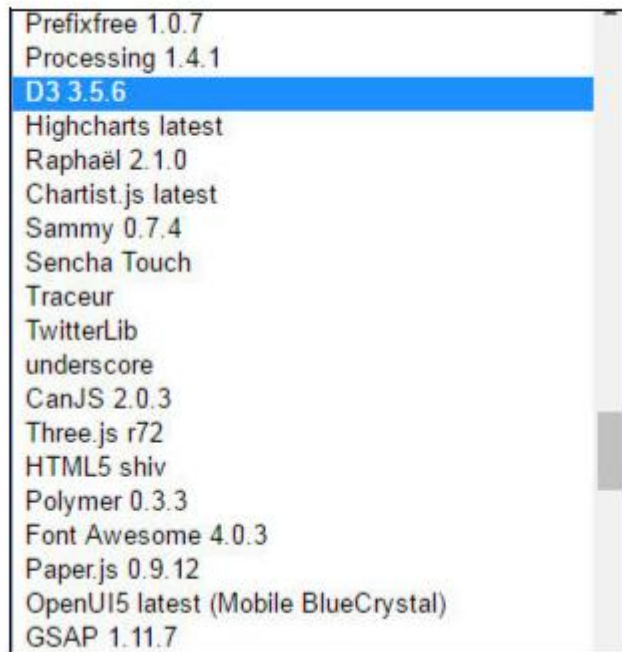 Prefixfree 1.0.7
Processing 1.4.1
D3 3.5.6
Highcharts latest
Raphaël 2.1.0
Chartist.js latest
Sammy 0.7.4
Sencha Touch
Traceur
TwitterLib
underscore
CanJS 2.0.3
Three.js r72
HTML5 shiv
Polymer 0.3.3
Font Awesome 4.0.3
Paper.js 0.9.12
OpenUI5 latest (Mobile BlueCrystal)
GSAP 1.11.7